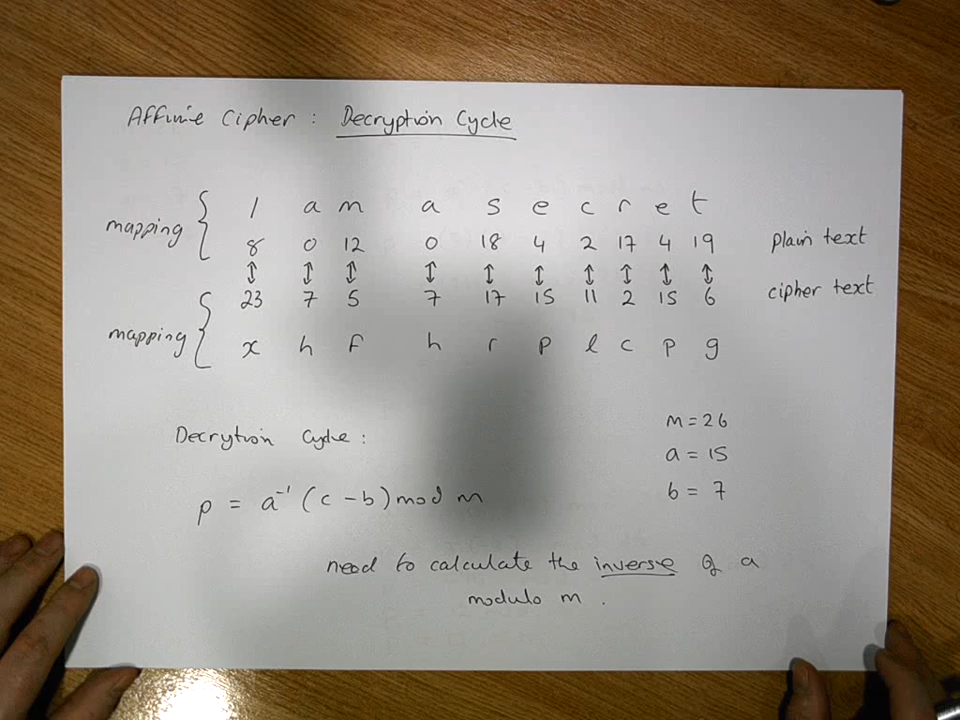 Affine Cipher : Decryption Cycle
mapping { I a m a s e c r e t
8 0 12 0 18 4 2 17 4 19 plain text
↕ ↕ ↕ ↕ ↕ ↕ ↕ ↕ ↕ ↕
23 7 5 7 17 15 11 2 15 6 cipher text
mapping { x h f h r p l c p g
m = 26
Decrytion Cycle :
a = 15
b = 7
p = a⁻¹ (c - b) mod m
need to calculate the inverse of a
modulo m .